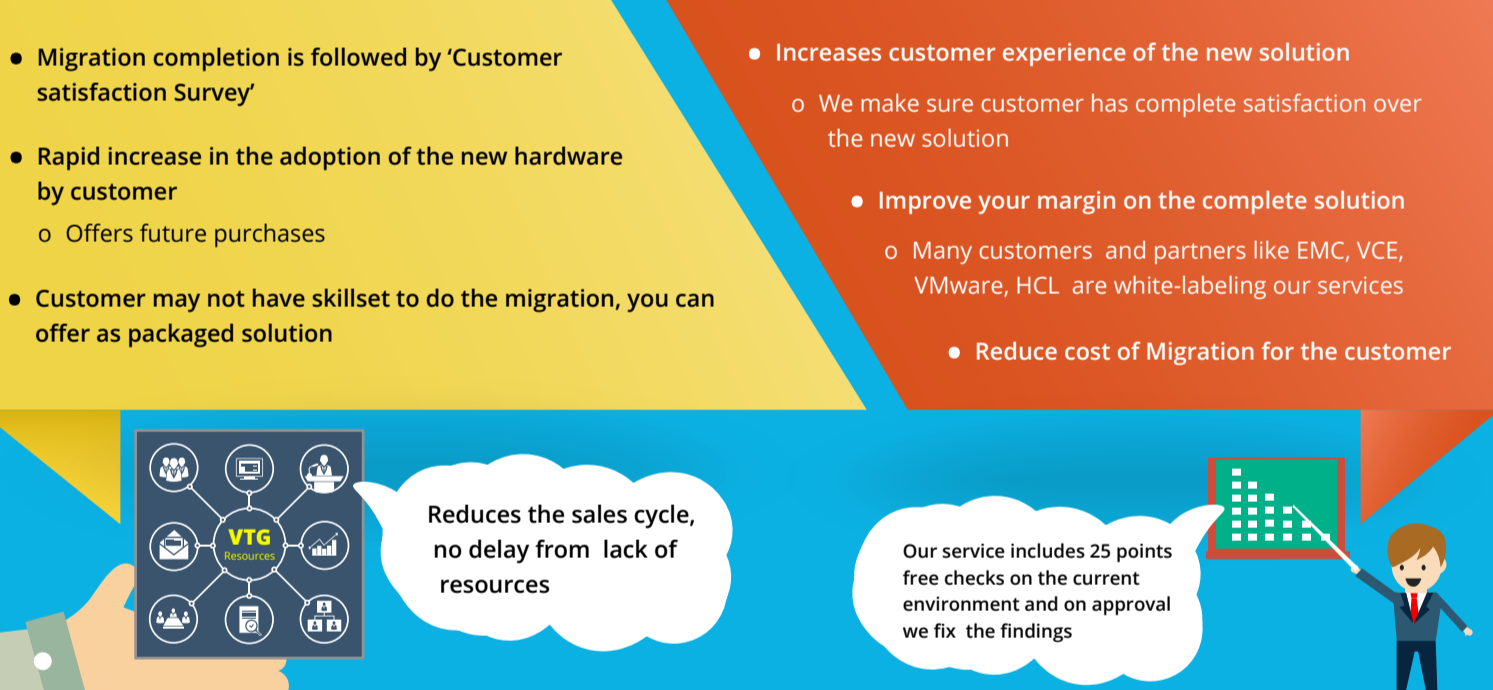 • Migration completion is followed by ‘Customer
satisfaction Survey’
• Rapid increase in the adoption of the new hardware
by customer
o Offers future purchases
• Customer may not have skillset to do the migration, you can
offer as packaged solution
• Increases customer experience of the new solution
o We make sure customer has complete satisfaction over
the new solution
• Improve your margin on the complete solution
o Many customers and partners like EMC, VCE,
VMware, HCL are white-labeling our services
• Reduce cost of Migration for the customer
VTG
Resources
Reduces the sales cycle,
no delay from lack of
resources
Our service includes 25 points
free checks on the current
environment and on approval
we fix the findings